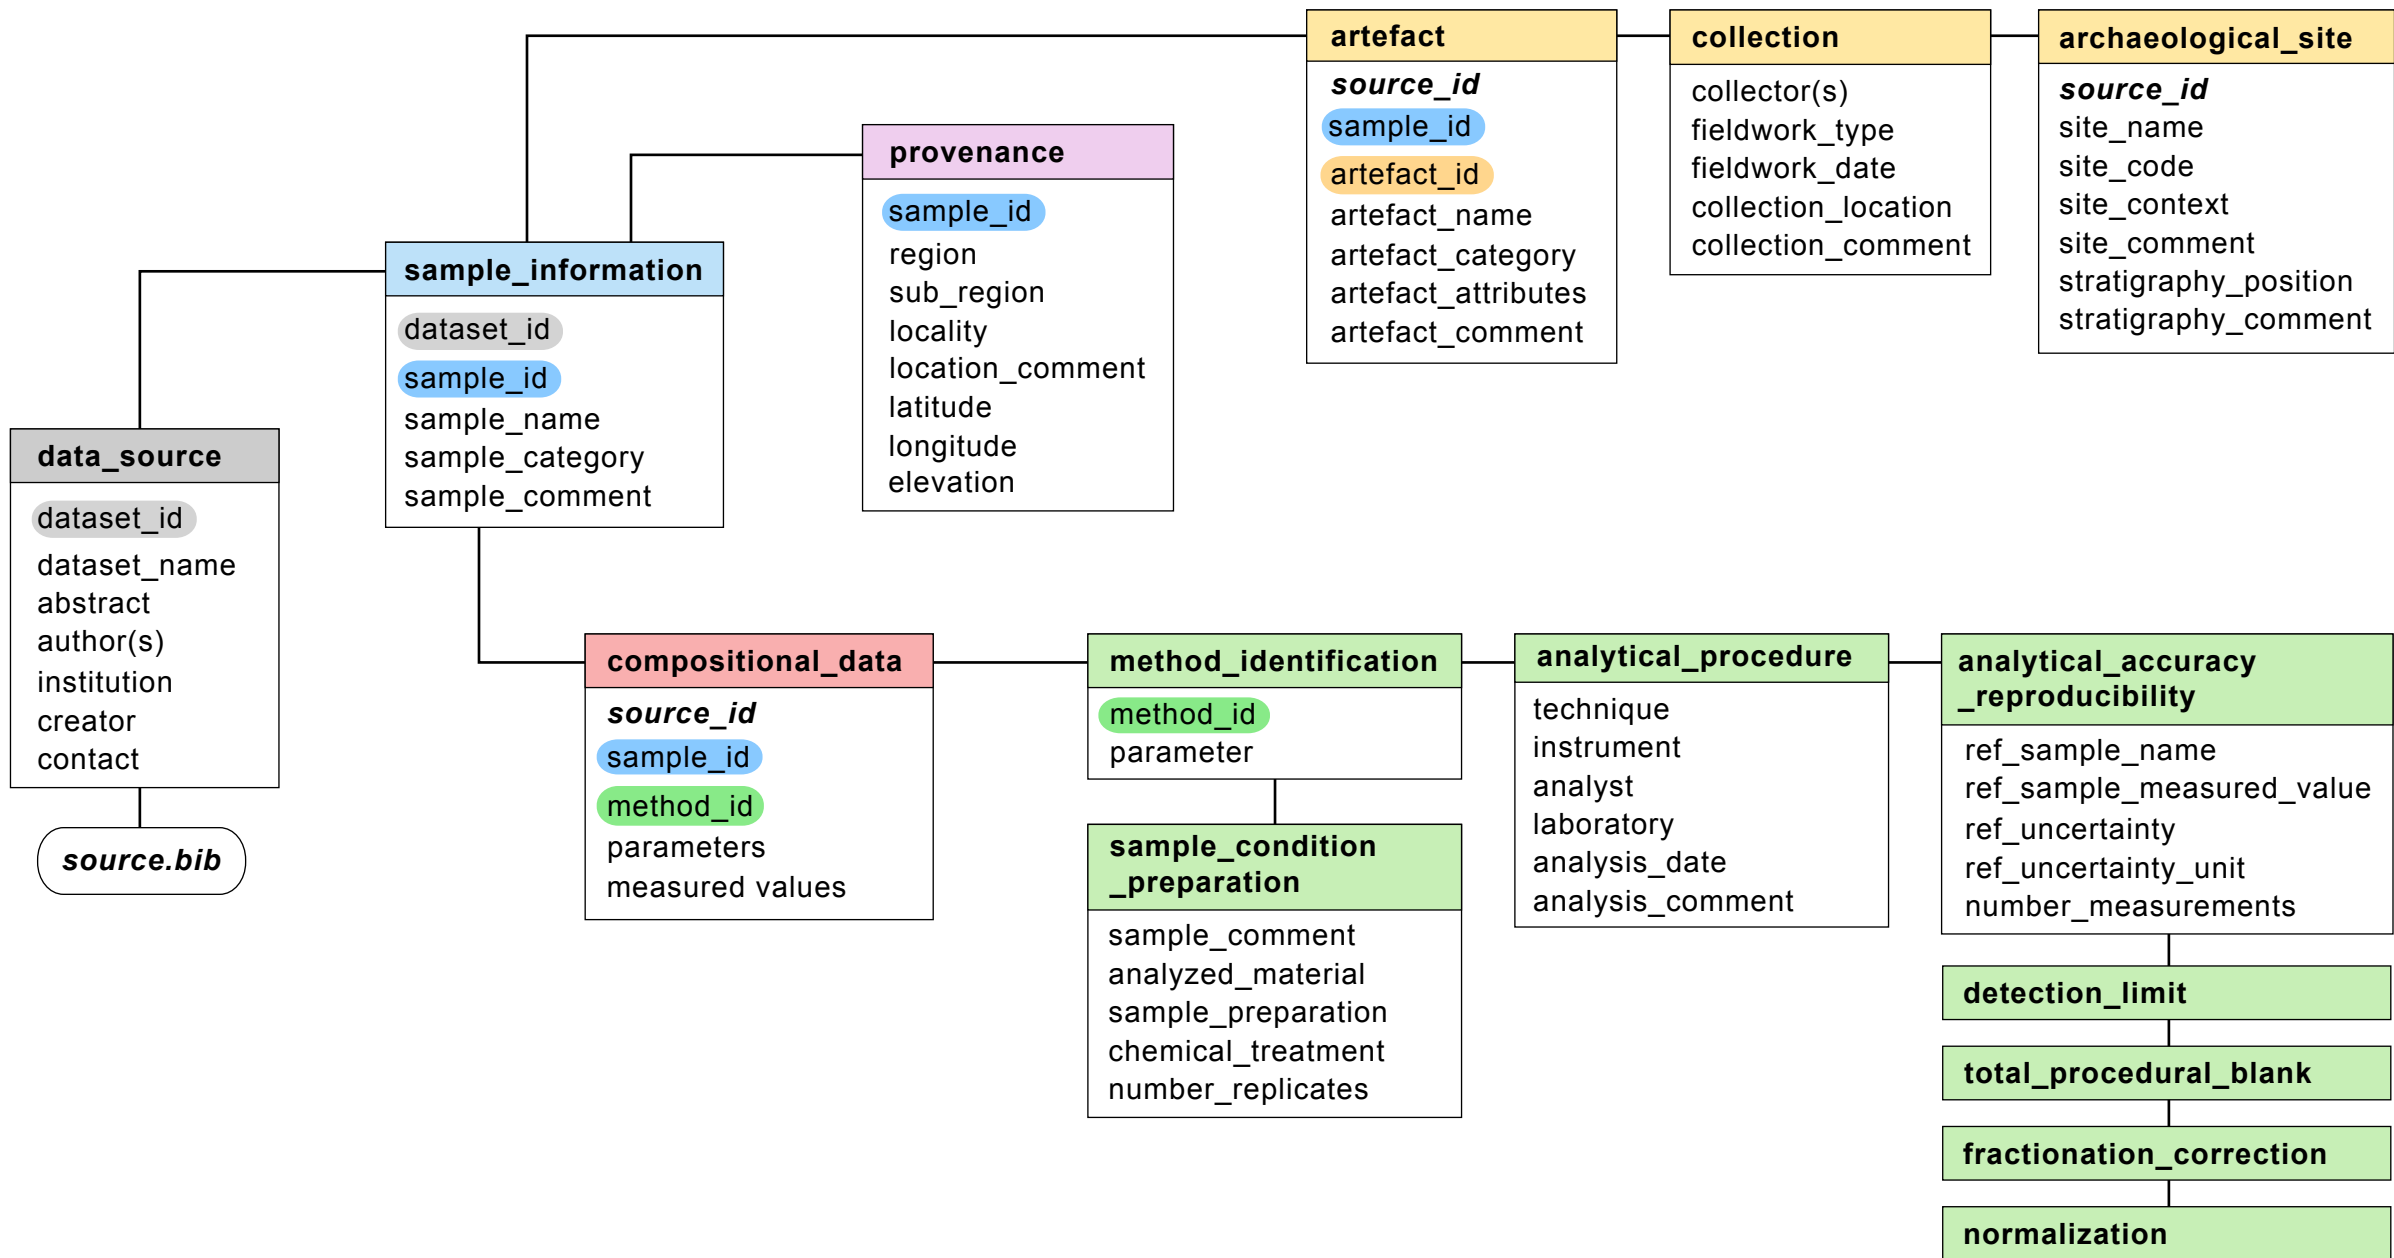 artefact
source_id
sample_id
artefact_id
artefact_name
artefact_category
artefact_attributes
artefact_comment
collection
collector(s)
fieldwork_type
fieldwork_date
collection_location
collection_comment
archaeological_site
source_id
site_name
site_code
site_context
site_comment
stratigraphy_position
stratigraphy_comment
provenance
sample_id
region
sub_region
locality
location_comment
latitude
longitude
elevation
sample_information
dataset_id
sample_id
sample_name
sample_category
sample_comment
data_source
dataset_id
dataset_name
abstract
author(s)
institution
creator
contact
source.bib
compositional_data
source_id
sample_id
method_id
parameters
measured values
method_identification
method_id
parameter
sample_condition
_preparation
sample_comment
analyzed_material
sample_preparation
chemical_treatment
number_replicates
analytical_procedure
technique
instrument
analyst
laboratory
analysis_date
analysis_comment
analytical_accuracy
_reproducibility
ref_sample_name
ref_sample_measured_value
ref_uncertainty
ref_uncertainty_unit
number_measurements
detection_limit
total_procedural_blank
fractionation_correction
normalization